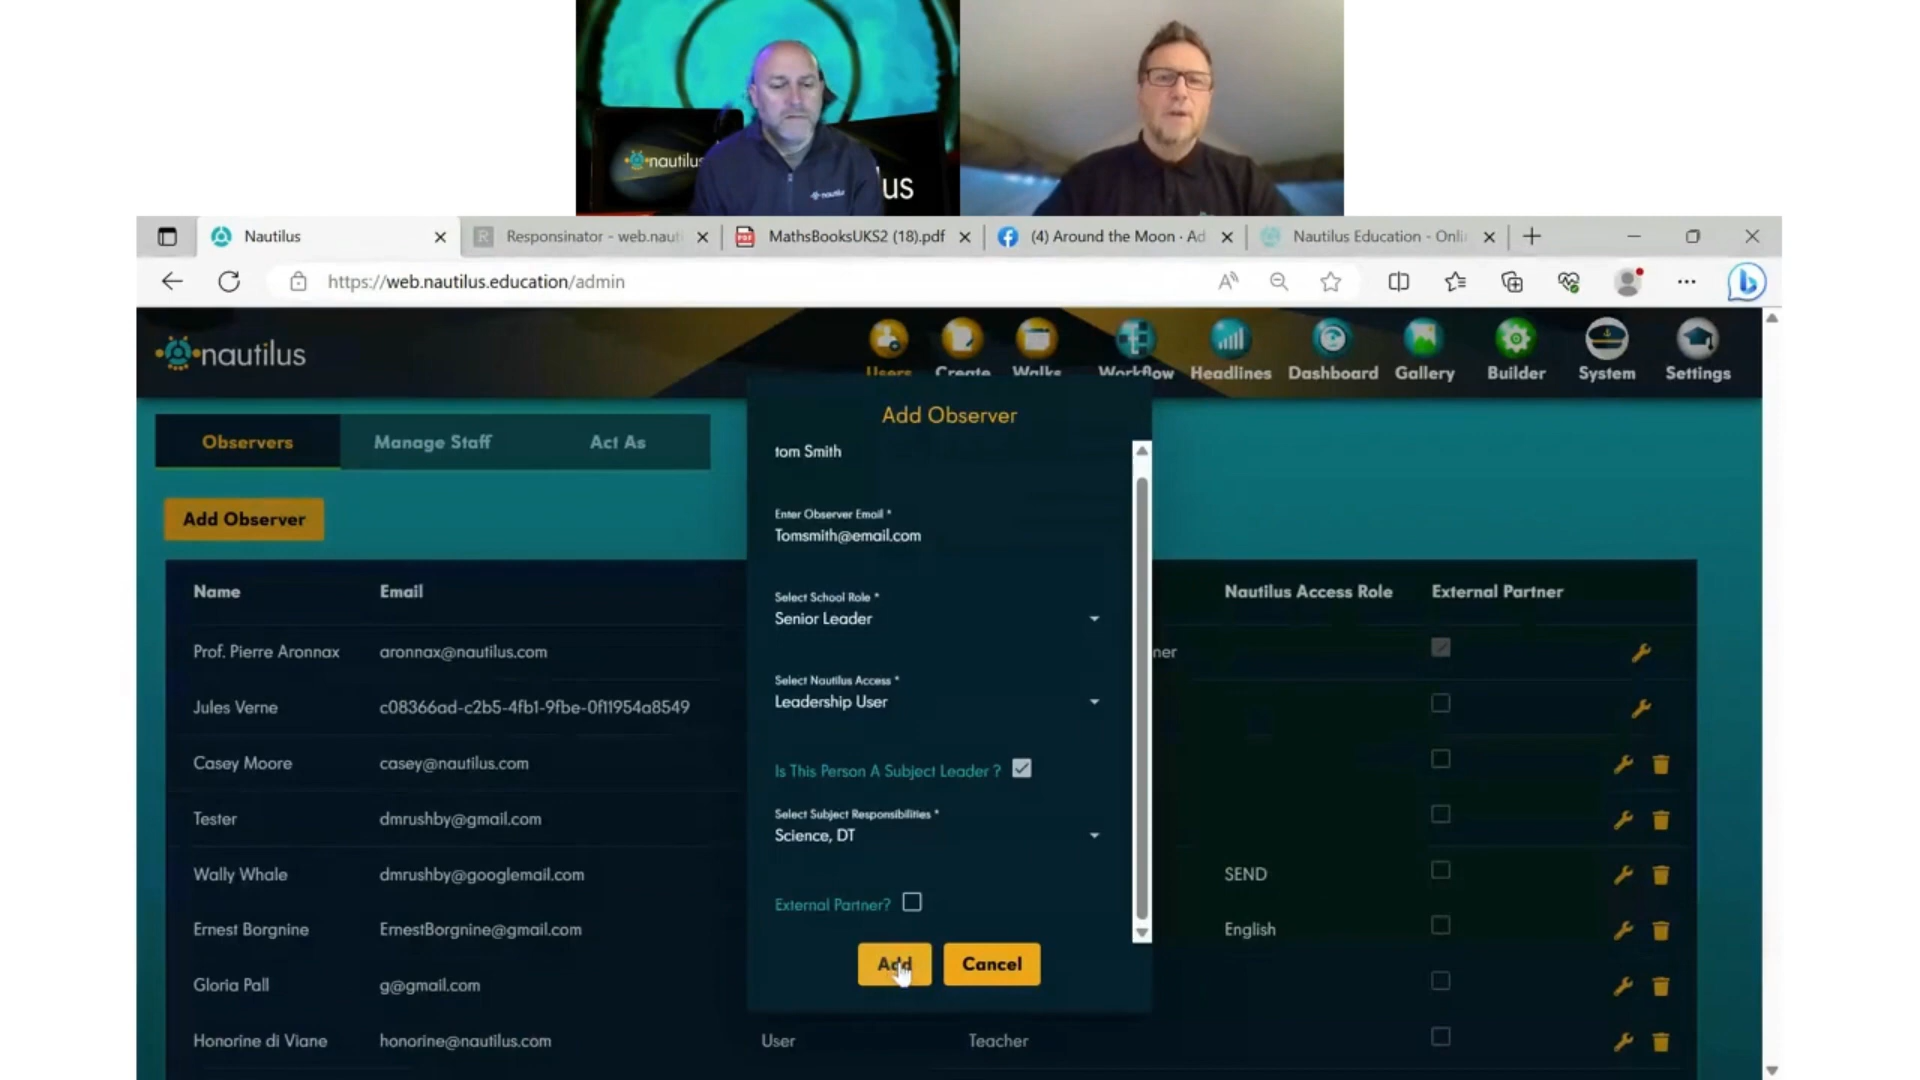 nautilus
nautilus
us
Nautilus
Responsinator - web.nauti
MathsBooksUKS2 (18).pdf
(4) Around the Moon · Ad
Nautilus Education - Onli
https://web.nautilus.education/admin
nautilus
Users
Create
Walks
Workflow
Headlines
Dashboard
Gallery
Builder
System
Settings
Observers
Manage Staff
Act As
Add Observer
Name
Email
Nautilus Access Role
External Partner
Prof. Pierre Aronnax
aronnax@nautilus.com
ner
Jules Verne
c08366ad-c2b5-4fb1-9fbe-0f11954a8549
Casey Moore
casey@nautilus.com
Tester
dmrushby@gmail.com
Wally Whale
dmrushby@googlemail.com
SEND
Ernest Borgnine
ErnestBorgnine@gmail.com
English
Gloria Pall
g@gmail.com
Honorine di Viane
honorine@nautilus.com
User
Teacher
Add Observer
tom Smith
Enter Observer Email *
Tomsmith@email.com
Select School Role *
Senior Leader
Select Nautilus Access *
Leadership User
Is This Person A Subject Leader ?
Select Subject Responsibilities *
Science, DT
External Partner?
Add
Cancel